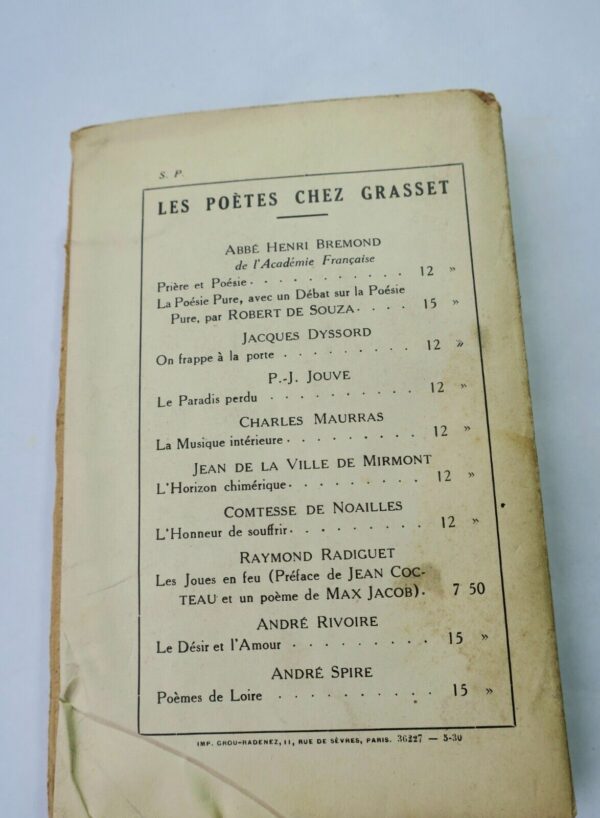 S. P.
LES POÈTES CHEZ GRASSET
ABBÉ HENRI BREMOND
de l'Académie Française
Prière et Poésie . . . . . . . . . . . 12 »
La Poésie Pure, avec un Débat sur la Poésie
Pure, par ROBERT DE SOUZA . . . . 15 »
JACQUES DYSSORD
On frappe à la porte . . . . . . . . . 12 »
P.-J. JOUVE
Le Paradis perdu . . . . . . . . . . 12 »
CHARLES MAURRAS
La Musique intérieure . . . . . . . . . 12 »
JEAN DE LA VILLE DE MIRMONT
L'Horizon chimérique . . . . . . . . . 12 »
COMTESSE DE NOAILLES
L'Honneur de souffrir . . . . . . . . . 12 »
RAYMOND RADIGUET
Les Joues en feu (Préface de JEAN COC-
TEAU et un poème de MAX JACOB) . 7 50
ANDRÉ RIVOIRE
Le Désir et l'Amour . . . . . . . . . 15 »
ANDRÉ SPIRE
Poèmes de Loire . . . . . . . . . . 15 »
IMP. GROU-RADENEZ, 11, RUE DE SÈVRES, PARIS. 36227 — 5-30